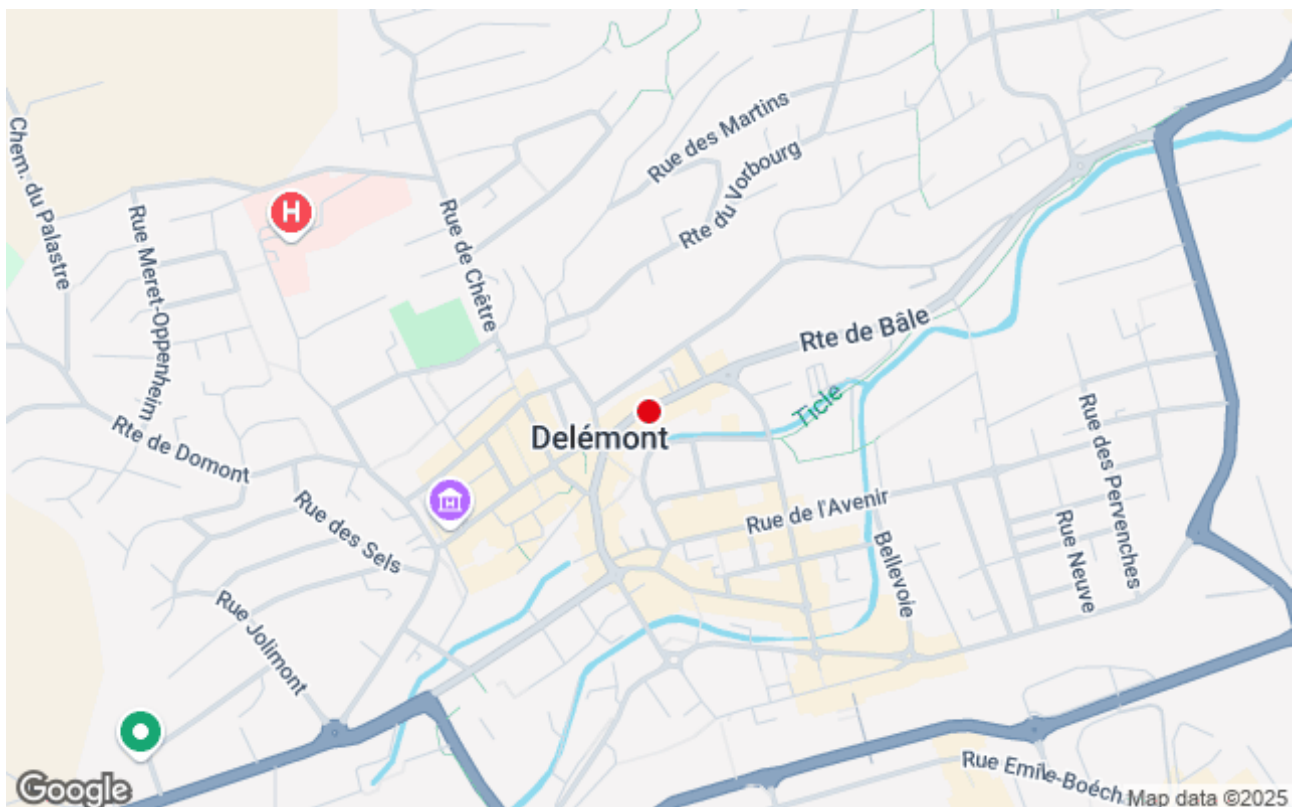 Rue des Martins
Rte du Vorbourg
Chem. du Palastre
Rue Meret-Oppenheim
H
Rue de Chêtre
Rte de Bâle
Ticle
Delémont
Rte de Domont
Rue des Sels
Rue de l'Avenir
Bellevoie
Rue des Pervenches
Rue Neuve
Rue Jolimont
Rue Emile-Boéch
Google
Map data ©2025